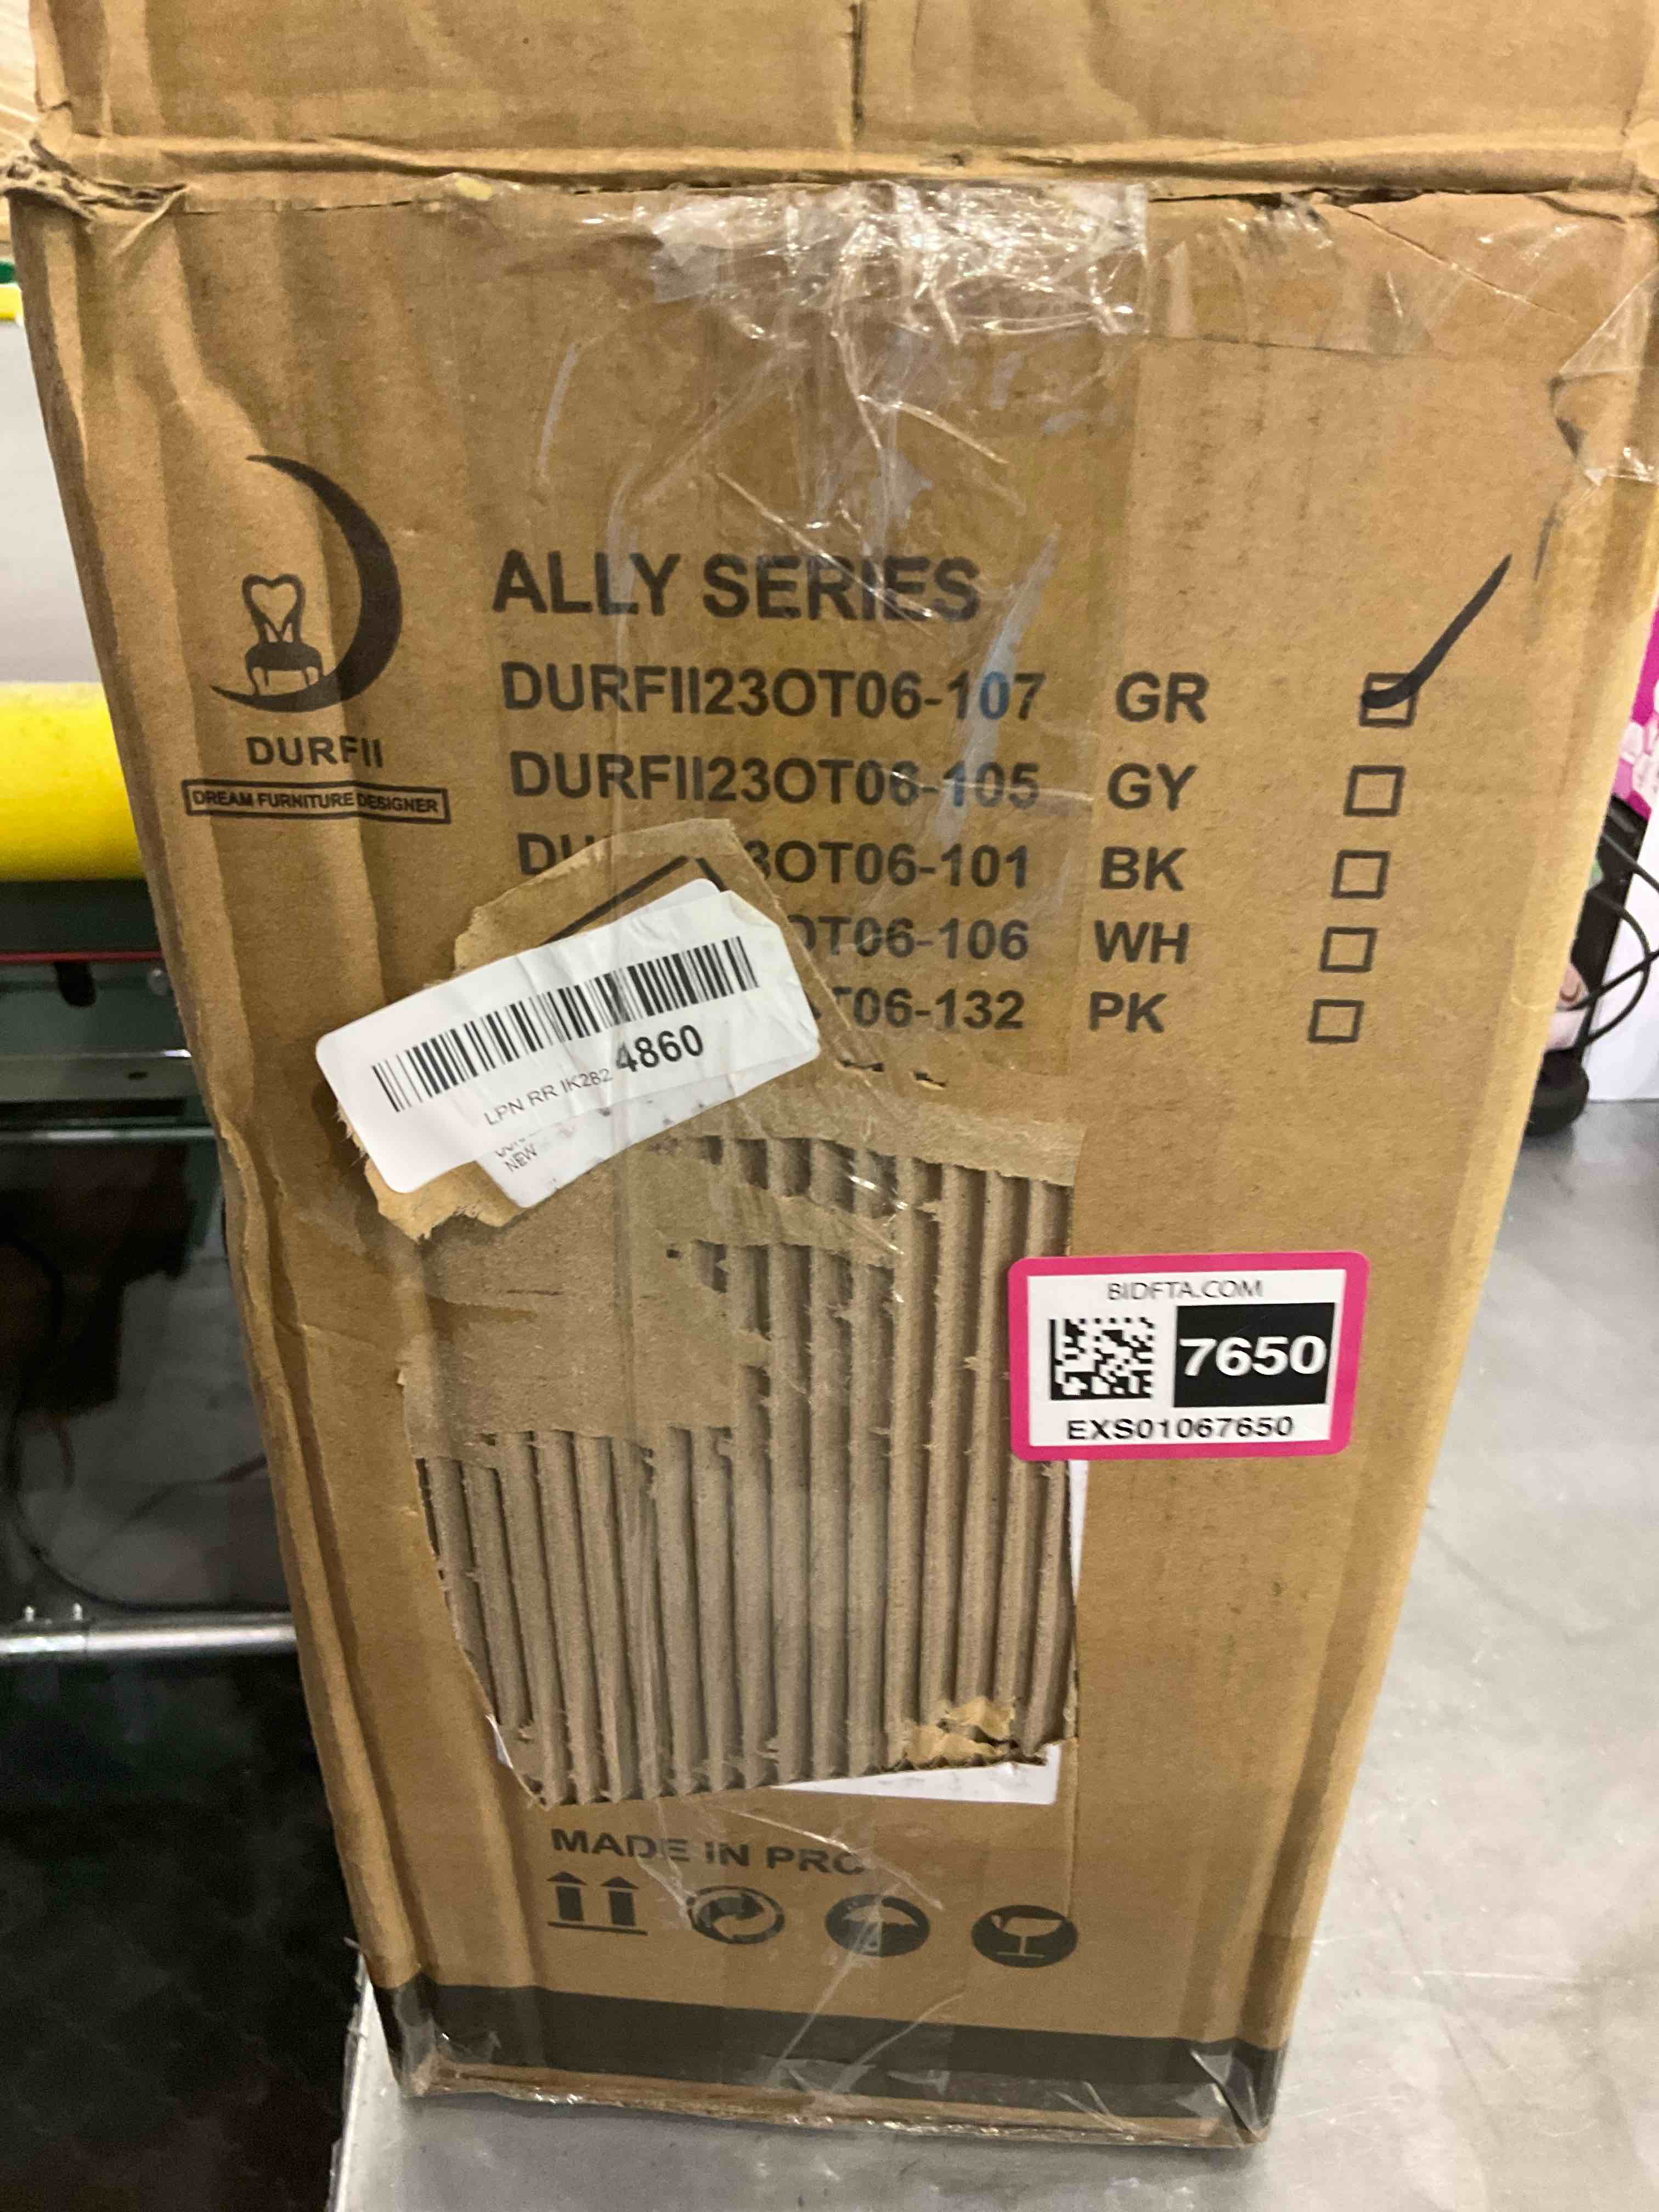 ALLY SERIES
DURFII23OT06-107 GR
DURFII23OT06-105 GY
3OT06-101 BK
OT06-106 WH
T06-132 PK
DURFII
DREAM FURNITURE DESIGNER
LPN RR IK282 4860
NEW
BIDFTA.COM
7650
EXS01067650
MADE IN PRC